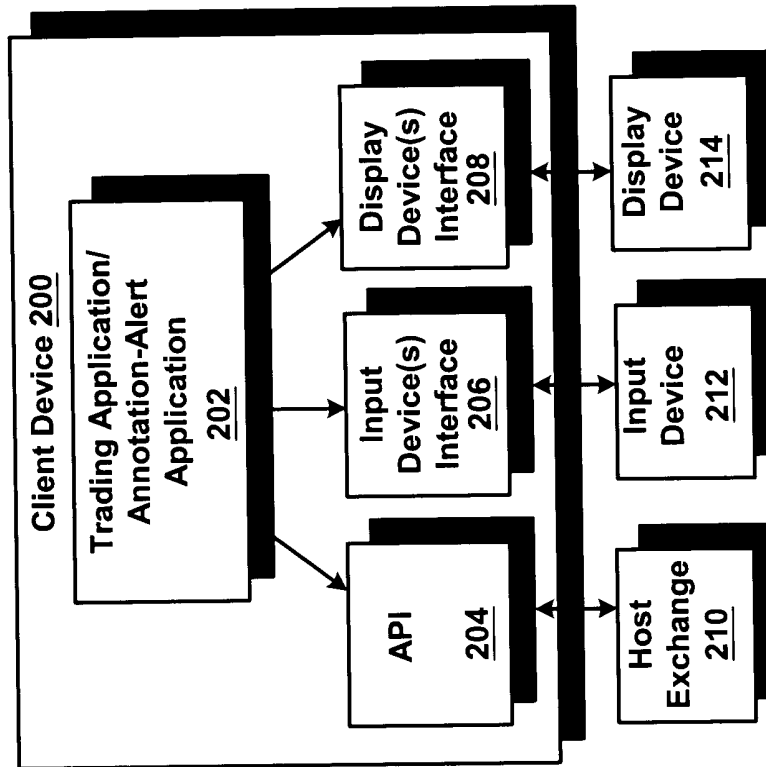 Client Device 200
Trading Application/
Annotation-Alert
Application
202
API
204
Input
Device(s)
Interface
206
Display
Device(s)
Interface
208
Host
Exchange
210
Input
Device
212
Display
Device
214